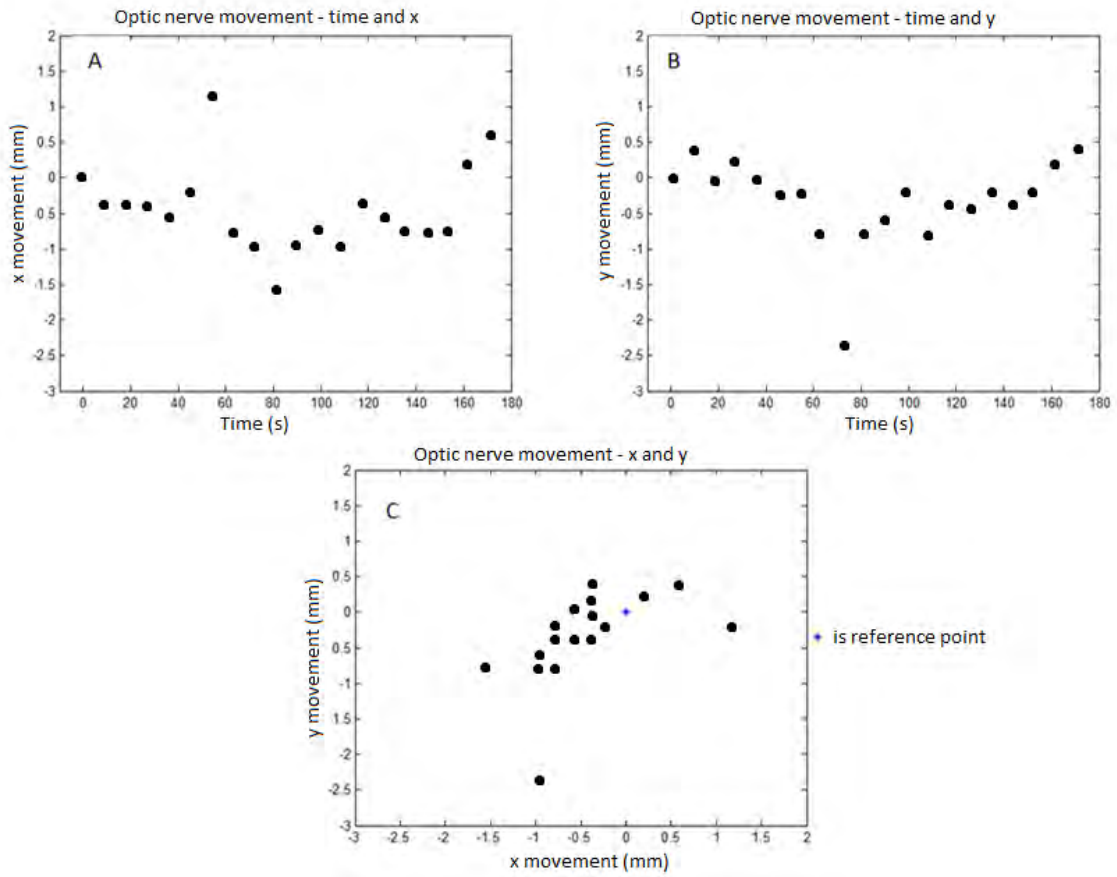 Optic nerve movement - time and x
A
x movement (mm)
2
1.5
1
0.5
0
-0.5
-1
-1.5
-2
-2.5
-3
0 20 40 60 80 100 120 140 160 180
Time (s)
Optic nerve movement - time and y
B
y movement (mm)
2
1.5
1
0.5
0
-0.5
-1
-1.5
-2
-2.5
-3
0 20 40 60 80 100 120 140 160 180
Time (s)
Optic nerve movement - x and y
C
y movement (mm)
2
1.5
1
0.5
0
-0.5
-1
-1.5
-2
-2.5
-3
-3 -2.5 -2 -1.5 -1 -0.5 0 0.5 1 1.5 2
x movement (mm)
is reference point